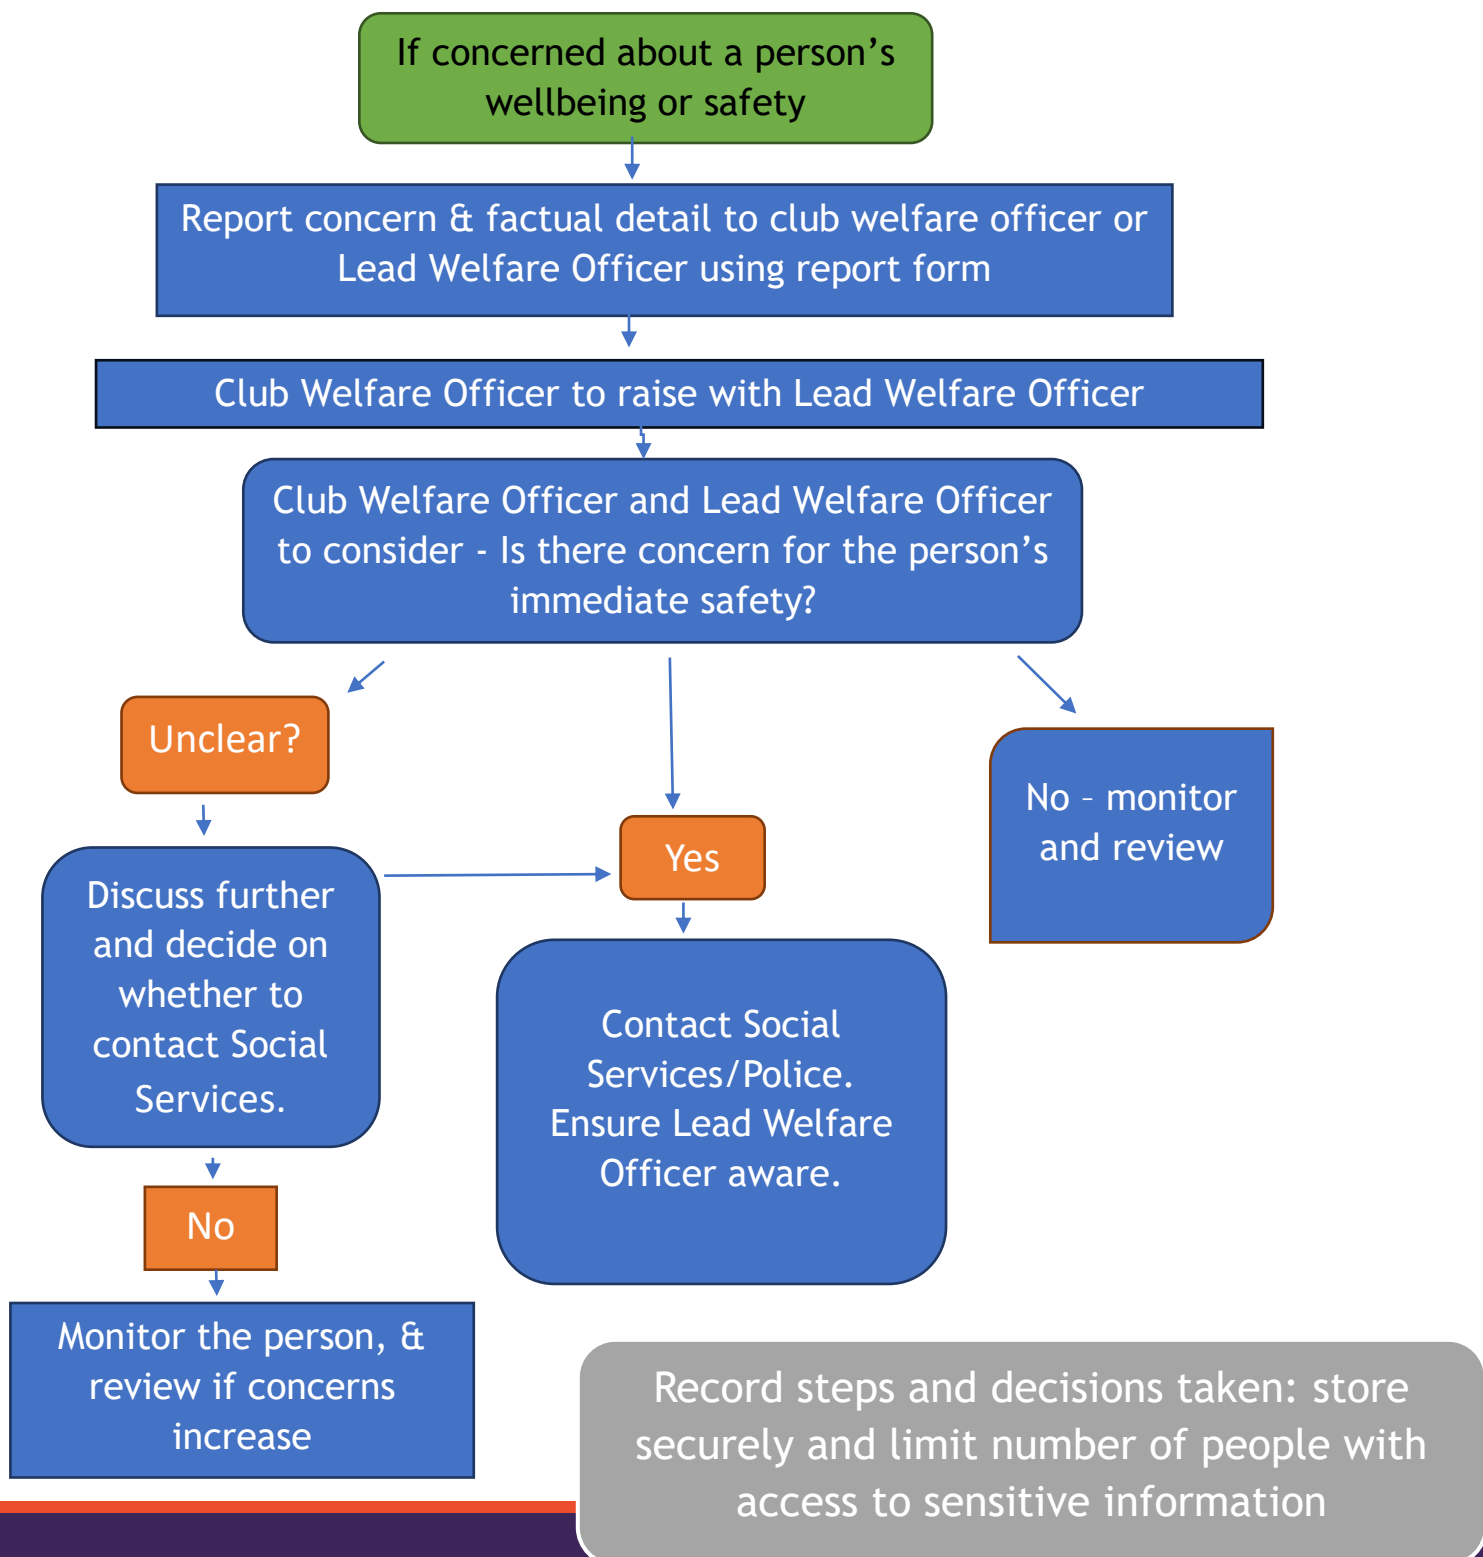 If concerned about a person’s
wellbeing or safety
Report concern & factual detail to club welfare officer or
Lead Welfare Officer using report form
Club Welfare Officer to raise with Lead Welfare Officer
Club Welfare Officer and Lead Welfare Officer
to consider - Is there concern for the person’s
immediate safety?
Unclear?
Yes
No – monitor
and review
Discuss further
and decide on
whether to
contact Social
Services.
Contact Social
Services/Police.
Ensure Lead Welfare
Officer aware.
No
Monitor the person, &
review if concerns
increase
Record steps and decisions taken: store
securely and limit number of people with
access to sensitive information